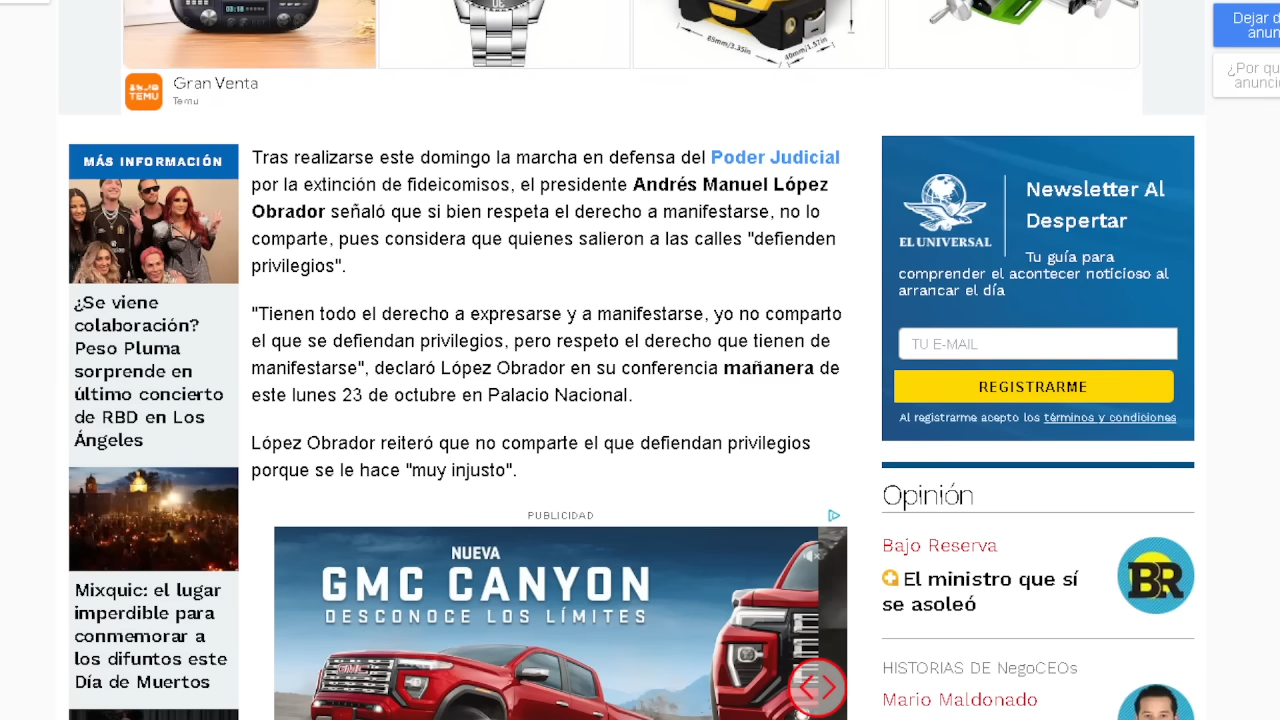 Dejar d
anun
¿Por qu
anunci
85mm/3.35in
40mm/1.57in
TEMU
Gran Venta
Temu
MÁS INFORMACIÓN
¿Se viene
colaboración?
Peso Pluma
sorprende en
último concierto
de RBD en Los
Ángeles
Mixquic: el lugar
imperdible para
conmemorar a
los difuntos este
Día de Muertos
Tras realizarse este domingo la marcha en defensa del Poder Judicial
por la extinción de fideicomisos, el presidente Andrés Manuel López
Obrador señaló que si bien respeta el derecho a manifestarse, no lo
comparte, pues considera que quienes salieron a las calles "defienden
privilegios".
"Tienen todo el derecho a expresarse y a manifestarse, yo no comparto
el que se defiendan privilegios, pero respeto el derecho que tienen de
manifestarse", declaró López Obrador en su conferencia mañanera de
este lunes 23 de octubre en Palacio Nacional.
López Obrador reiteró que no comparte el que defiendan privilegios
porque se le hace "muy injusto".
PUBLICIDAD
NUEVA
GMC CANYON
DESCONOCE LOS LÍMITES
GMC
EL UNIVERSAL
Newsletter Al
Despertar
Tu guía para
comprender el acontecer noticioso al
arrancar el día
TU E-MAIL
REGISTRARME
Al registrarme acepto los términos y condiciones
Opinión
Bajo Reserva
El ministro que sí
se asoleó
BR
HISTORIAS DE NegoCEOs
Mario Maldonado